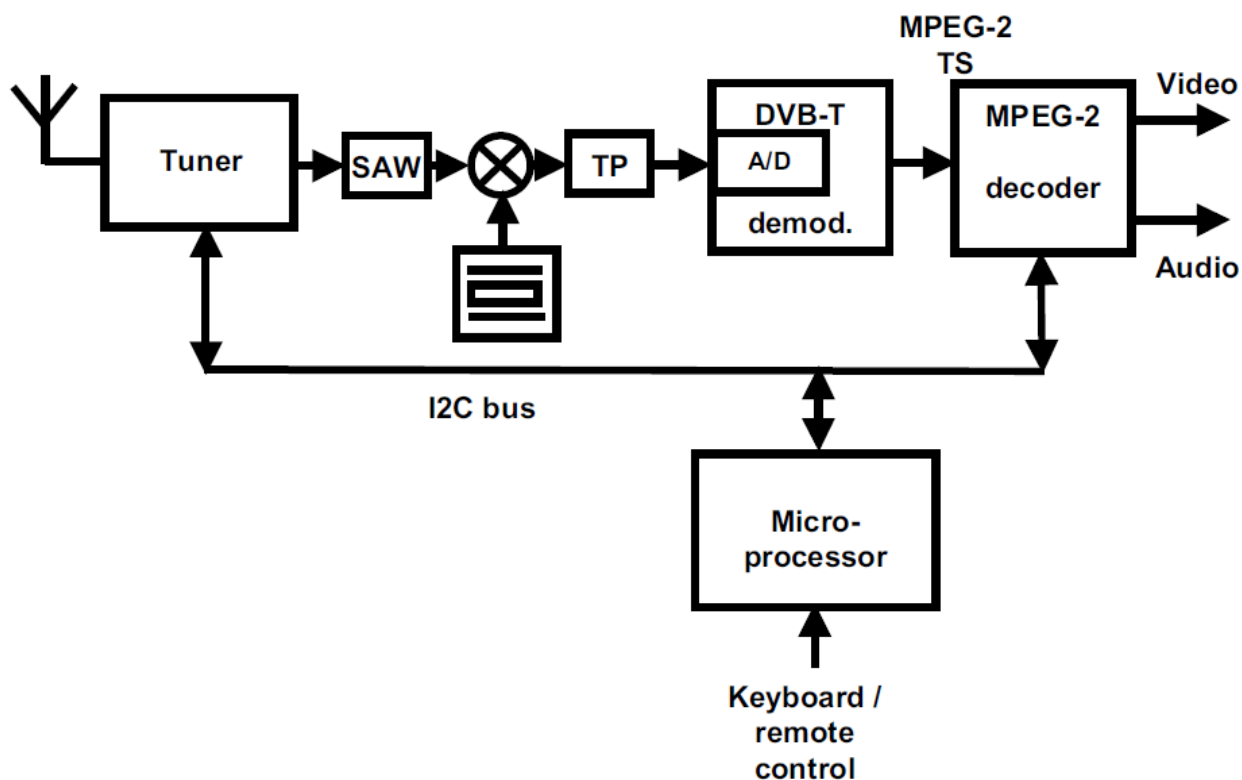 MPEG-2
TS
Video
Tuner
SAW
TP
DVB-T
A/D
demod.
MPEG-2
decoder
Audio
I2C bus
Micro-
processor
Keyboard /
remote
control